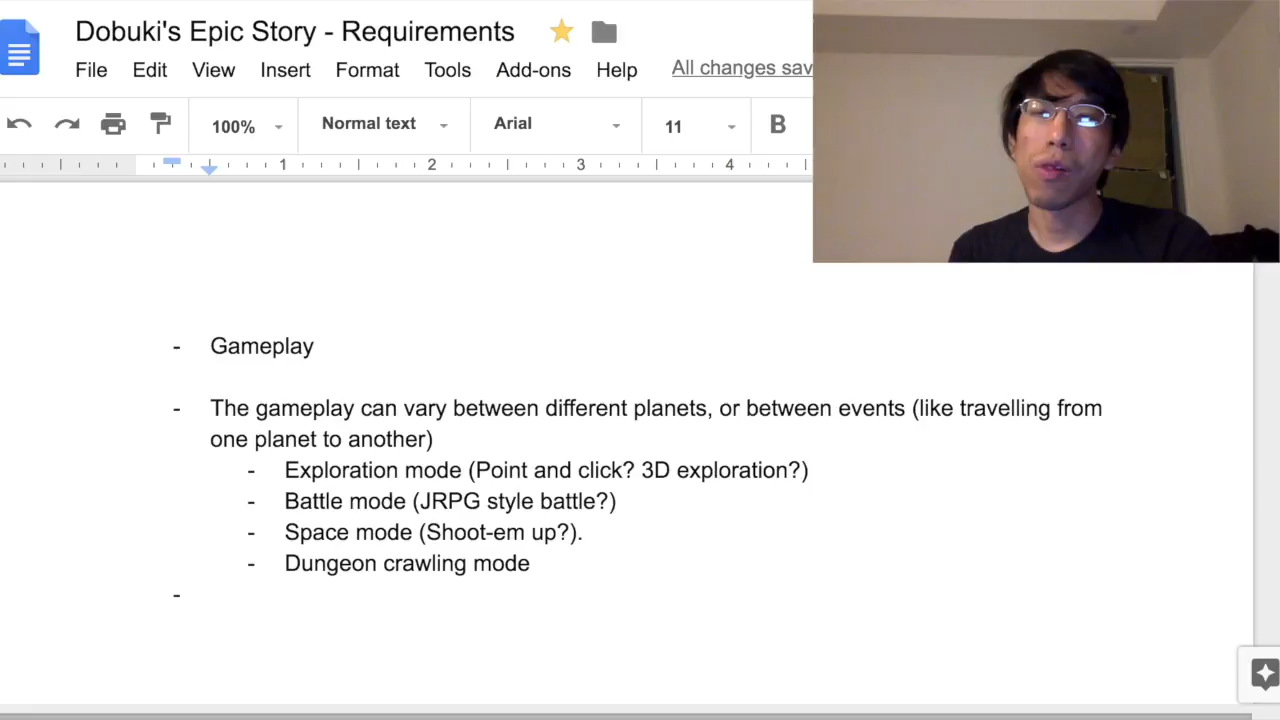 Dobuki's Epic Story - Requirements
File Edit View Insert Format Tools Add-ons Help All changes sav
100% Normal text Arial 11 B
1 2 3 4
- Gameplay
- The gameplay can vary between different planets, or between events (like travelling from
one planet to another)
- Exploration mode (Point and click? 3D exploration?)
- Battle mode (JRPG style battle?)
- Space mode (Shoot-em up?).
- Dungeon crawling mode
-